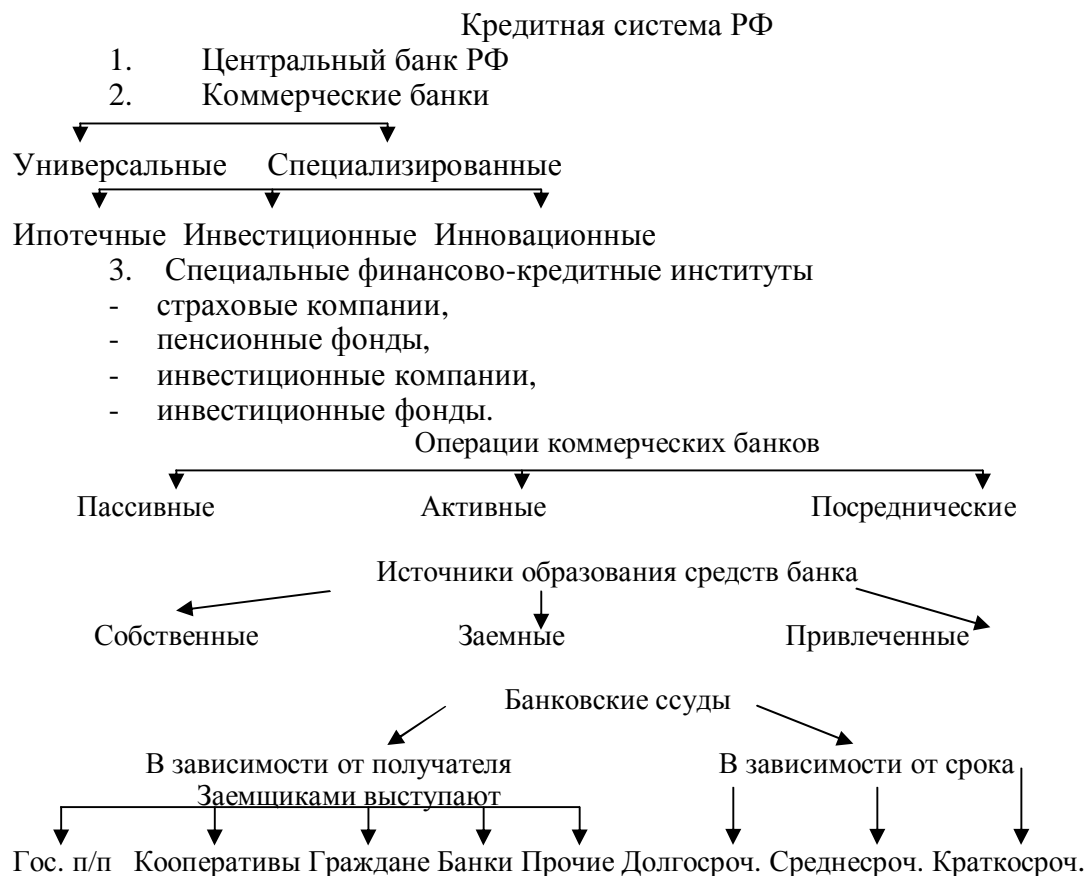 Кредитная система РФ
1. Центральный банк РФ
2. Коммерческие банки
Универсальные Специализированные
Ипотечные Инвестиционные Инновационные
3. Специальные финансово-кредитные институты
- страховые компании,
- пенсионные фонды,
- инвестиционные компании,
- инвестиционные фонды.
Операции коммерческих банков
Пассивные Активные Посреднические
Источники образования средств банка
Собственные Заемные Привлеченные
Банковские ссуды
В зависимости от получателя В зависимости от срока
Заемщиками выступают
Гос. п/п Кооперативы Граждане Банки Прочие Долгосроч. Среднесроч. Краткосроч.